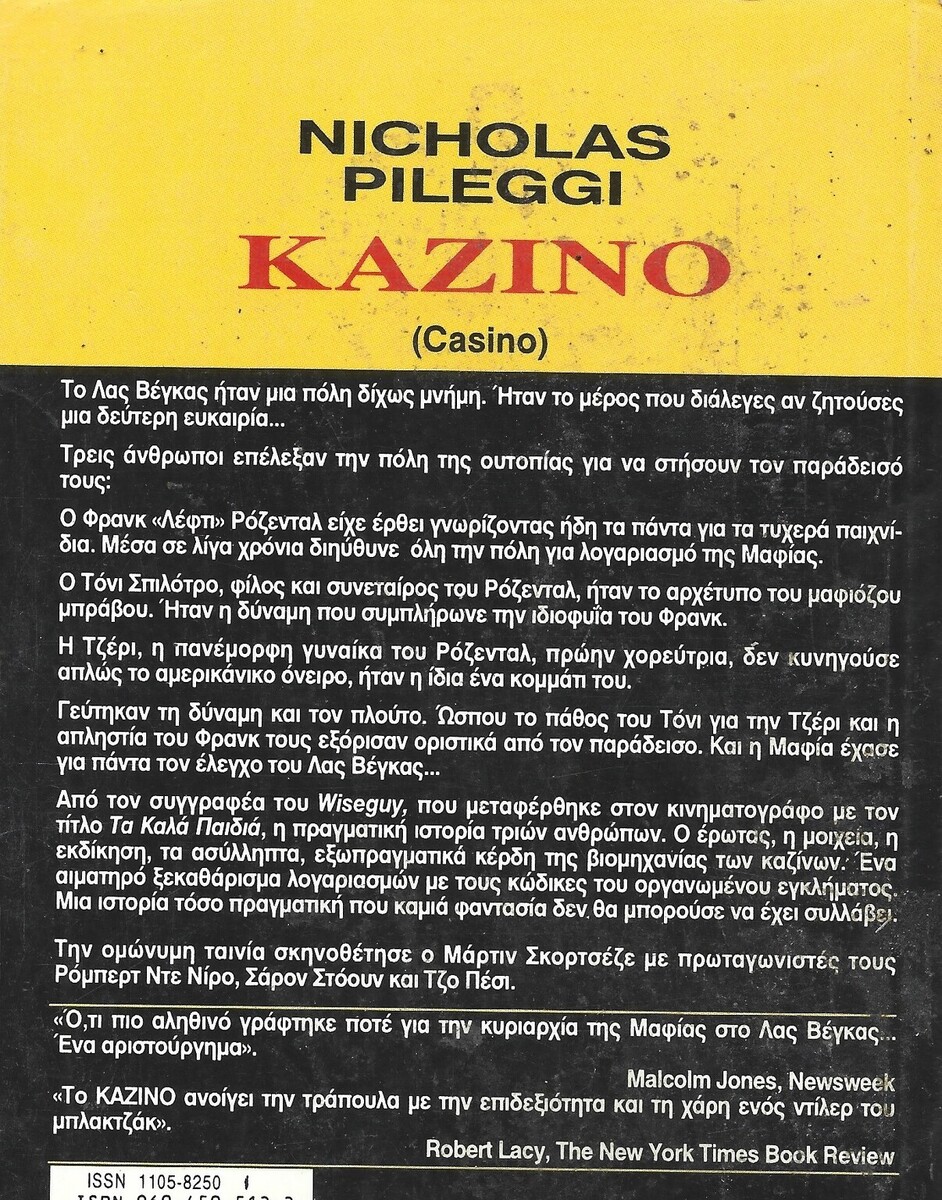 NICHOLAS
PILEGGI
ΚΑΖΙΝΟ
(Casino)
Το Λας Βέγκας ήταν μια πόλη δίχως μνήμη. Ήταν το μέρος που διάλεγες αν ζητούσες
μια δεύτερη ευκαιρία...
Τρεις άνθρωποι επέλεξαν την πόλη της ουτοπίας για να στήσουν τον παράδεισό
τους:
Ο Φρανκ «Λέφτι» Ρόζενταλ είχε έρθει γνωρίζοντας ήδη τα πάντα για τα τυχερά παιχνί-
δια. Μέσα σε λίγα χρόνια διηύθυνε όλη την πόλη για λογαριασμό της Μαφίας.
Ο Τόνι Σπιλότρο, φίλος και συνεταίρος του Ρόζενταλ, ήταν το αρχέτυπο του μαφιόζου
μπράβου. Ήταν η δύναμη που συμπλήρωνε την ιδιοφυΐα του Φρανκ.
Η Τζέρι, η πανέμορφη γυναίκα του Ρόζενταλ, πρώην χορεύτρια, δεν κυνηγούσε
απλώς το αμερικάνικο όνειρο, ήταν η ίδια ένα κομμάτι του.
Γεύτηκαν τη δύναμη και τον πλούτο. Ώσπου το πάθος του Τόνι για την Τζέρι και η
απληστία του Φρανκ τους εξόρισαν οριστικά από τον παράδεισο. Και η Μαφία έχασε
για πάντα τον έλεγχο του Λας Βέγκας...
Από τον συγγραφέα του Wiseguy, που μεταφέρθηκε στον κινηματογράφο με τον
τίτλο Τα Καλά Παιδιά, η πραγματική ιστορία τριών ανθρώπων. Ο έρωτας, η μοιχεία, η
εκδίκηση, τα ασύλληπτα, εξωπραγματικά κέρδη της βιομηχανίας των καζίνων. Ένα
αιματηρό ξεκαθάρισμα λογαριασμών με τους κώδικες του οργανωμένου εγκλήματος.
Μια ιστορία τόσο πραγματική που καμιά φαντασία δεν θα μπορούσε να έχει συλλάβει.
Την ομώνυμη ταινία σκηνοθέτησε ο Μάρτιν Σκορτσέζε με πρωταγωνιστές τους
Ρόμπερτ Ντε Νίρο, Σάρον Στόουν και Τζο Πέσι.
«Ό,τι πιο αληθινό γράφτηκε ποτέ για την κυριαρχία της Μαφίας στο Λας Βέγκας...
Ένα αριστούργημα».
Malcolm Jones, Newsweek
«Το ΚΑΖΙΝΟ ανοίγει την τράπουλα με την επιδεξιότητα και τη χάρη ενός ντίλερ του
μπλακτζάκ».
Robert Lacy, The New York Times Book Review
ISSN 1105-8250